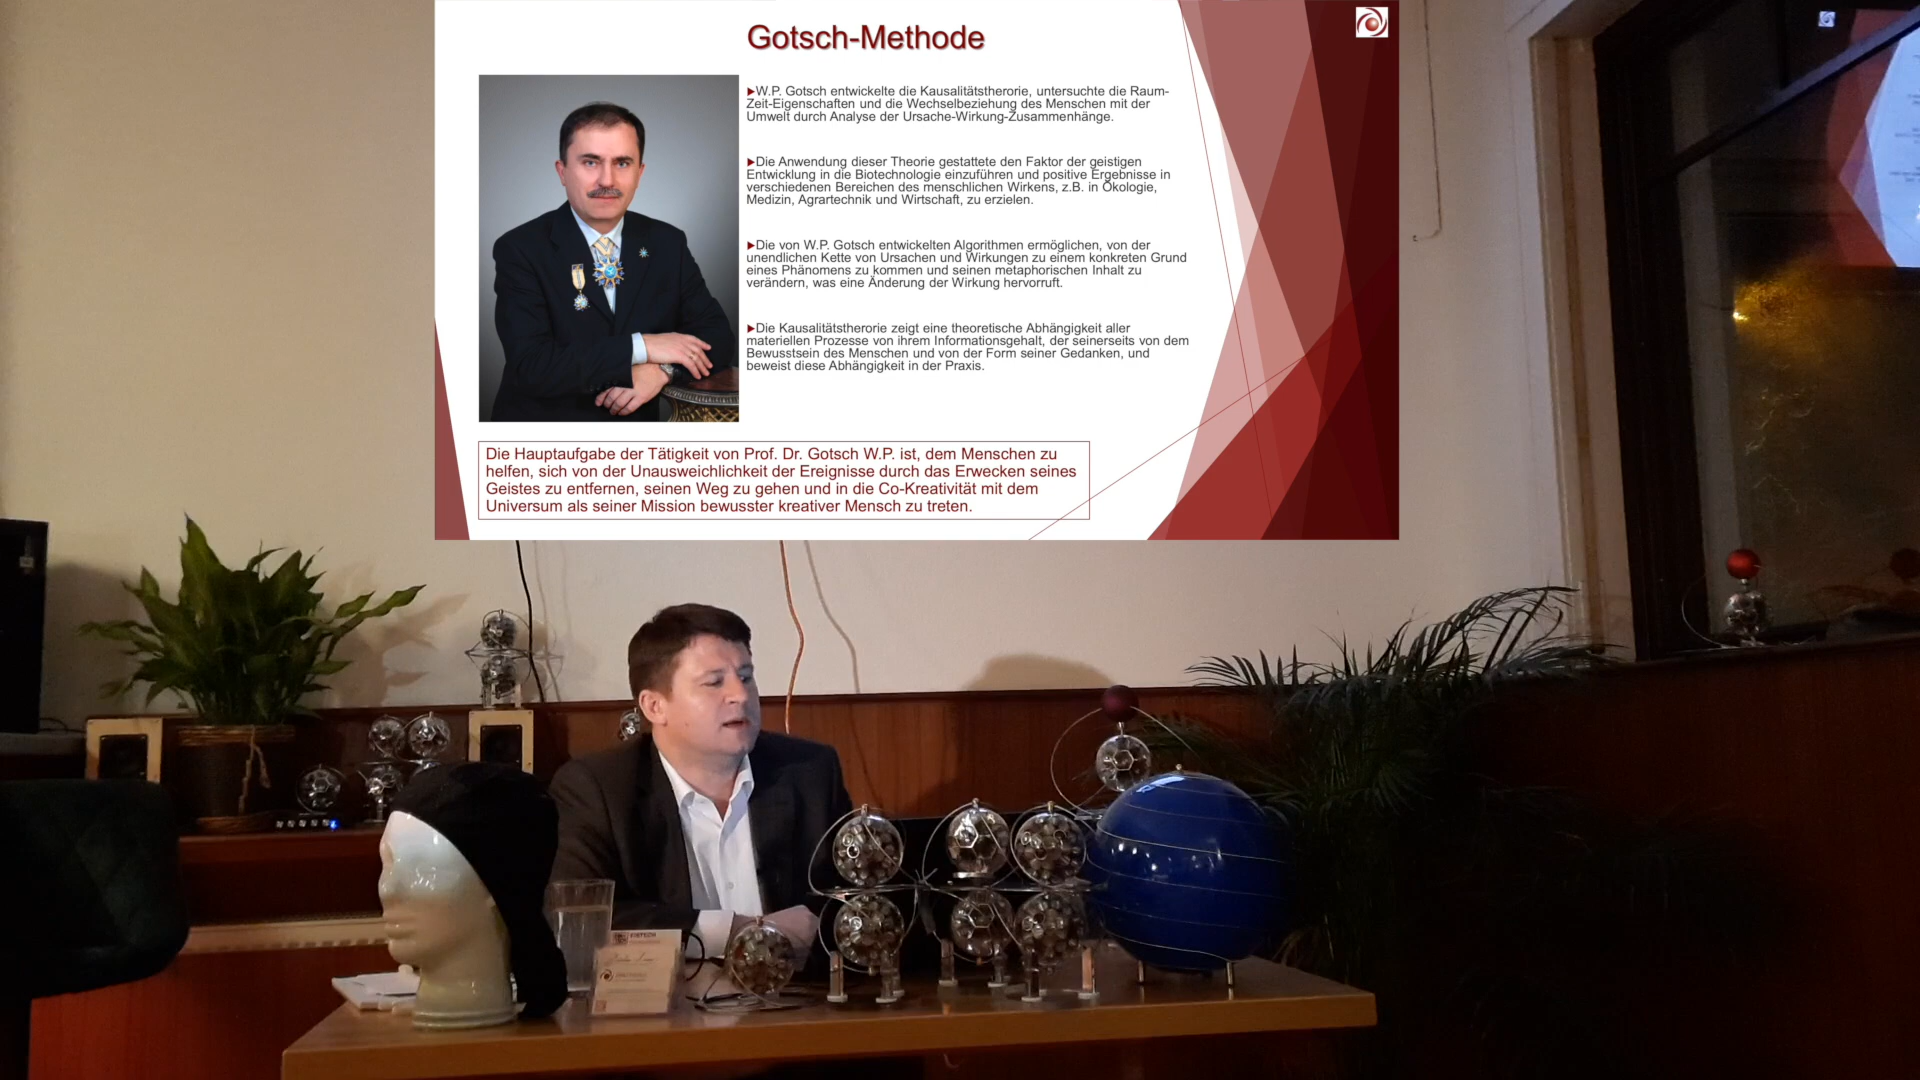 Gotsch-Methode
▶W.P. Gotsch entwickelte die Kausalitätstherorie, untersuchte die Raum-
Zeit-Eigenschaften und die Wechselbeziehung des Menschen mit der
Umwelt durch Analyse der Ursache-Wirkung-Zusammenhänge.
▶Die Anwendung dieser Theorie gestattete den Faktor der geistigen
Entwicklung in die Biotechnologie einzuführen und positive Ergebnisse in
verschiedenen Bereichen des menschlichen Wirkens, z.B. in Ökologie,
Medizin, Agrartechnik und Wirtschaft, zu erzielen.
▶Die von W.P. Gotsch entwickelten Algorithmen ermöglichen, von der
unendlichen Kette von Ursachen und Wirkungen zu einem konkreten Grund
eines Phänomens zu kommen und seinen metaphorischen Inhalt zu
verändern, was eine Änderung der Wirkung hervorruft.
▶Die Kausalitätstherorie zeigt eine theoretische Abhängigkeit aller
materiellen Prozesse von ihrem Informationsgehalt, der seinerseits von dem
Bewusstsein des Menschen und von der Form seiner Gedanken, und
beweist diese Abhängigkeit in der Praxis.
Die Hauptaufgabe der Tätigkeit von Prof. Dr. Gotsch W.P. ist, dem Menschen zu
helfen, sich von der Unausweichlichkeit der Ereignisse durch das Erwecken seines
Geistes zu entfernen, seinen Weg zu gehen und in die Co-Kreativität mit dem
Universum als seiner Mission bewusster kreativer Mensch zu treten.